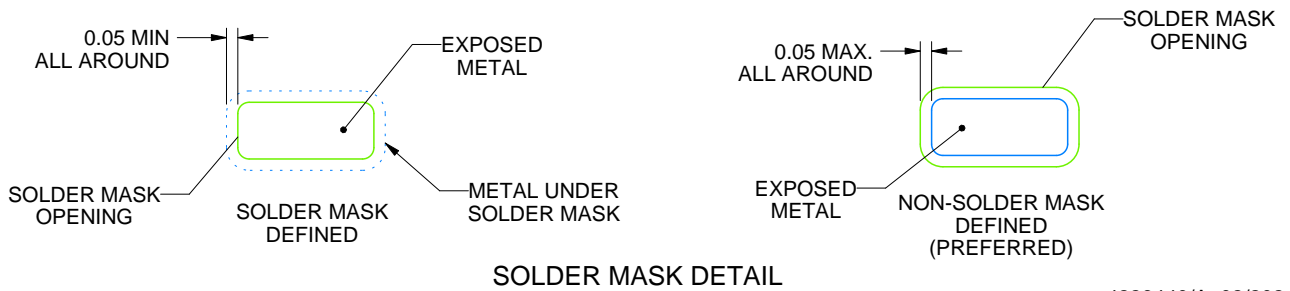 0.05 MIN
ALL AROUND
EXPOSED
METAL
SOLDER MASK
OPENING
METAL UNDER
SOLDER MASK
SOLDER MASK
DEFINED
0.05 MAX.
ALL AROUND
SOLDER MASK
OPENING
EXPOSED
METAL
NON-SOLDER MASK
DEFINED
(PREFERRED)
SOLDER MASK DETAIL